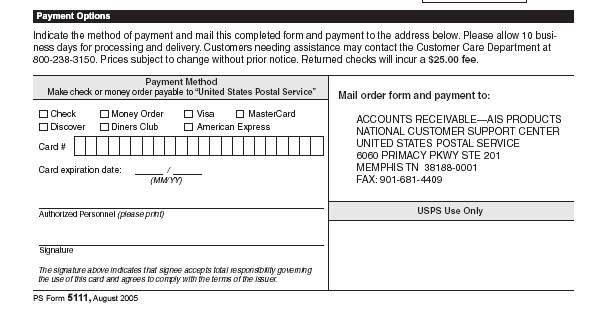 Payment Options
Indicate the method of payment and mail this completed form and payment to the address below. Please allow 10 busi-
ness days for processing and delivery. Customers needing assistance may contact the Customer Care Department at
800-238-3150. Prices subject to change without prior notice. Returned checks will incur a $25.00 fee.
Payment Method
Make check or money order payable to “United States Postal Service”
Check Money Order Visa MasterCard
Discover Diners Club American Express
Card #
Card expiration date: /
(MM/YY)
Authorized Personnel (please print)
Signature
The signature above indicates that signee accepts total responsibility governing
the use of this card and agrees to comply with the terms of the issuer.
Mail order form and payment to:
ACCOUNTS RECEIVABLE—AIS PRODUCTS
NATIONAL CUSTOMER SUPPORT CENTER
UNITED STATES POSTAL SERVICE
6060 PRIMACY PKWY STE 201
MEMPHIS TN 38188-0001
FAX: 901-681-4409
USPS Use Only
PS Form 5111, August 2005